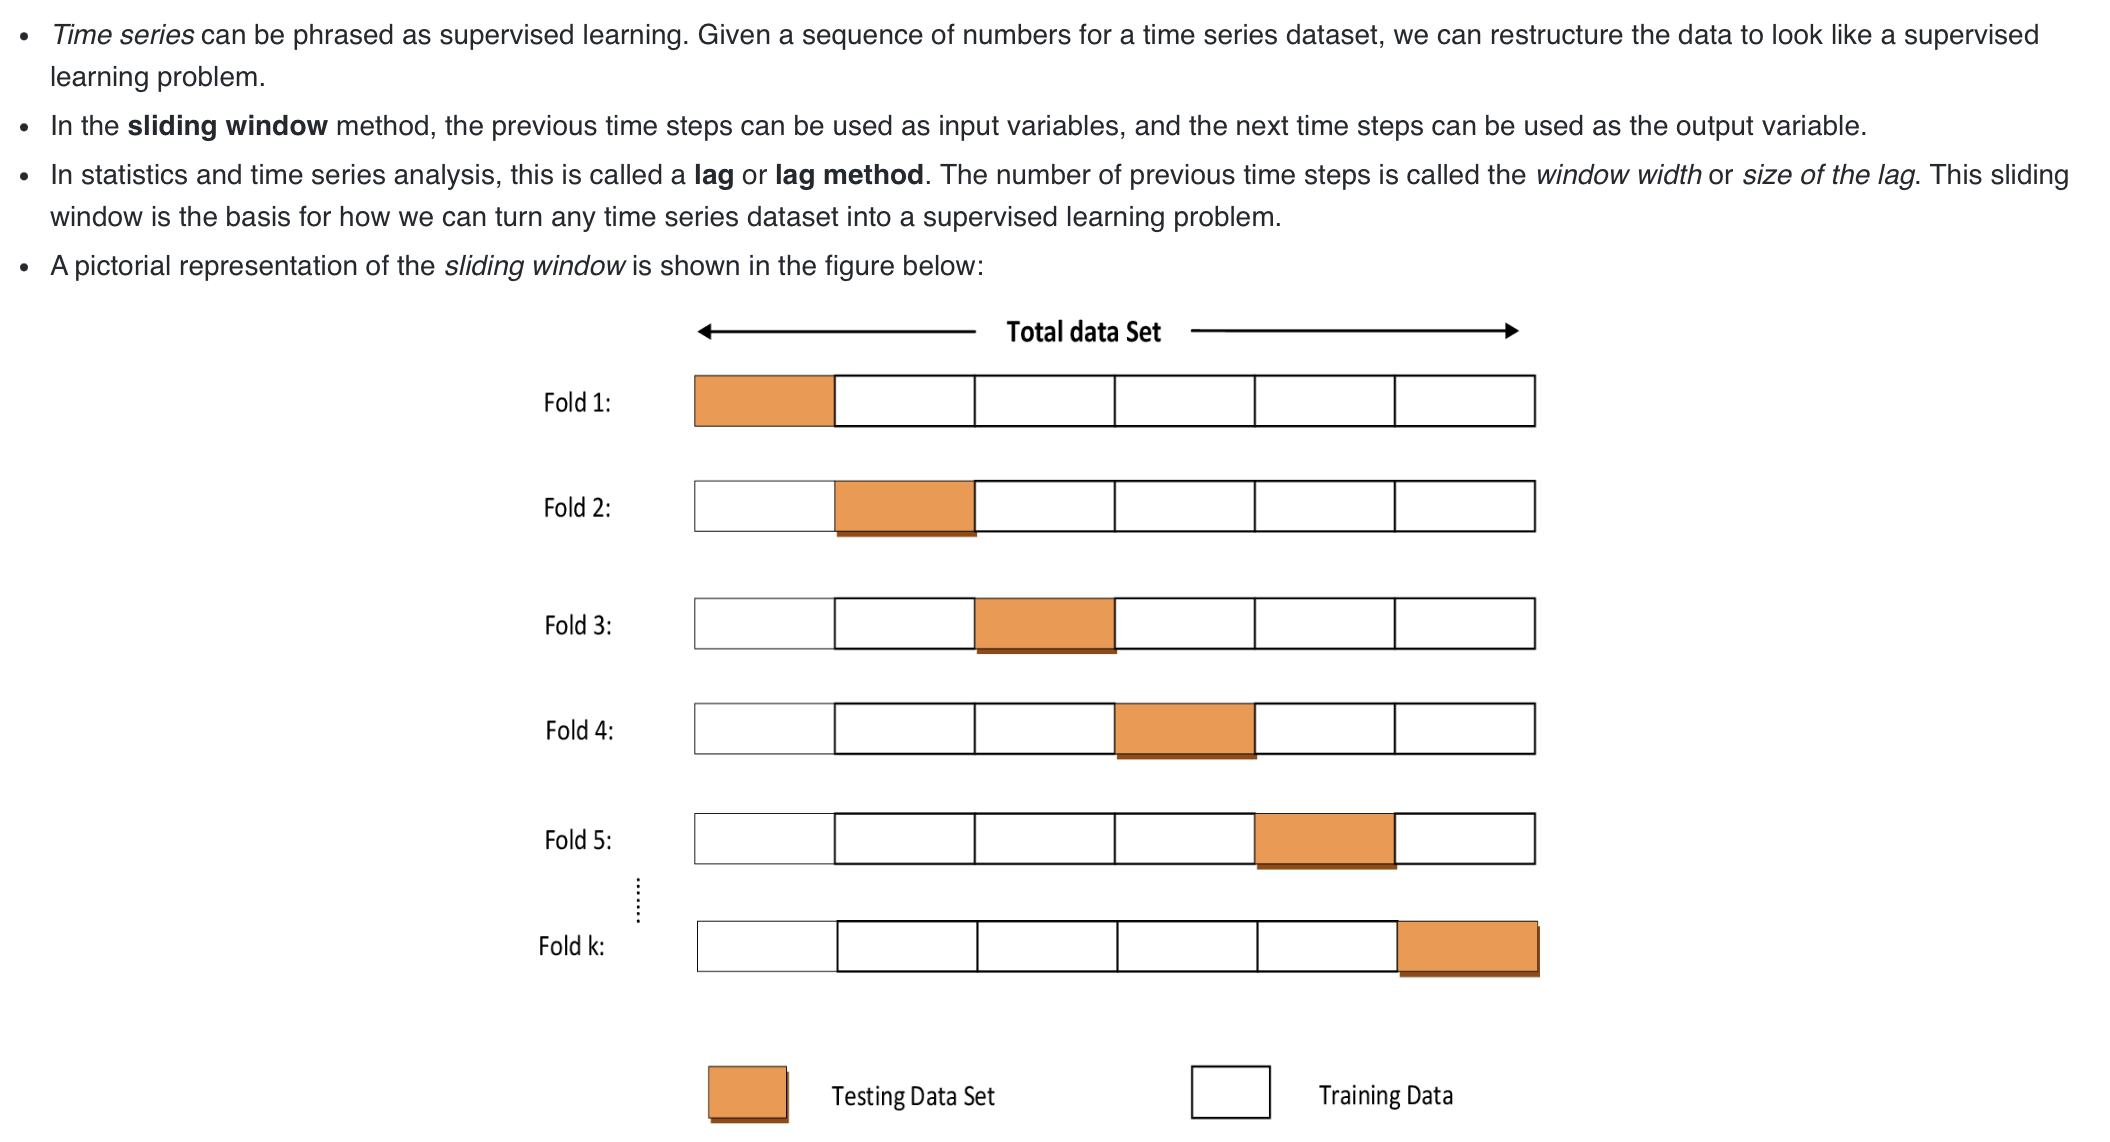 • Time series can be phrased as supervised learning. Given a sequence of numbers for a time series dataset, we can restructure the data to look like a supervised
learning problem.
• In the sliding window method, the previous time steps can be used as input variables, and the next time steps can be used as the output variable.
• In statistics and time series analysis, this is called a lag or lag method. The number of previous time steps is called the window width or size of the lag. This sliding
window is the basis for how we can turn any time series dataset into a supervised learning problem.
• A pictorial representation of the sliding window is shown in the figure below:
Total data Set
Fold 1:
Fold 2:
Fold 3:
Fold 4:
Fold 5:
Fold k:
Testing Data Set
Training Data